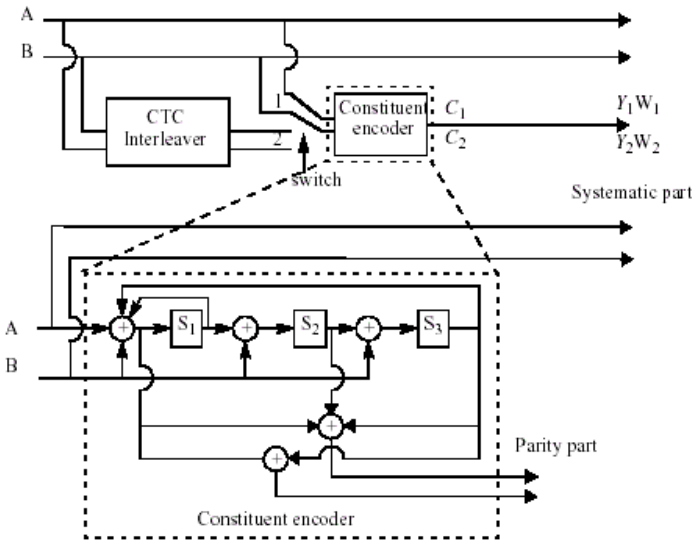 A
B
CTC
Interleaver
1
2
switch
Constituent
encoder
C1
C2
Y1W1
Y2W2
Systematic part
A
B
+
S1
+
S2
+
S3
+
+
Parity part
Constituent encoder